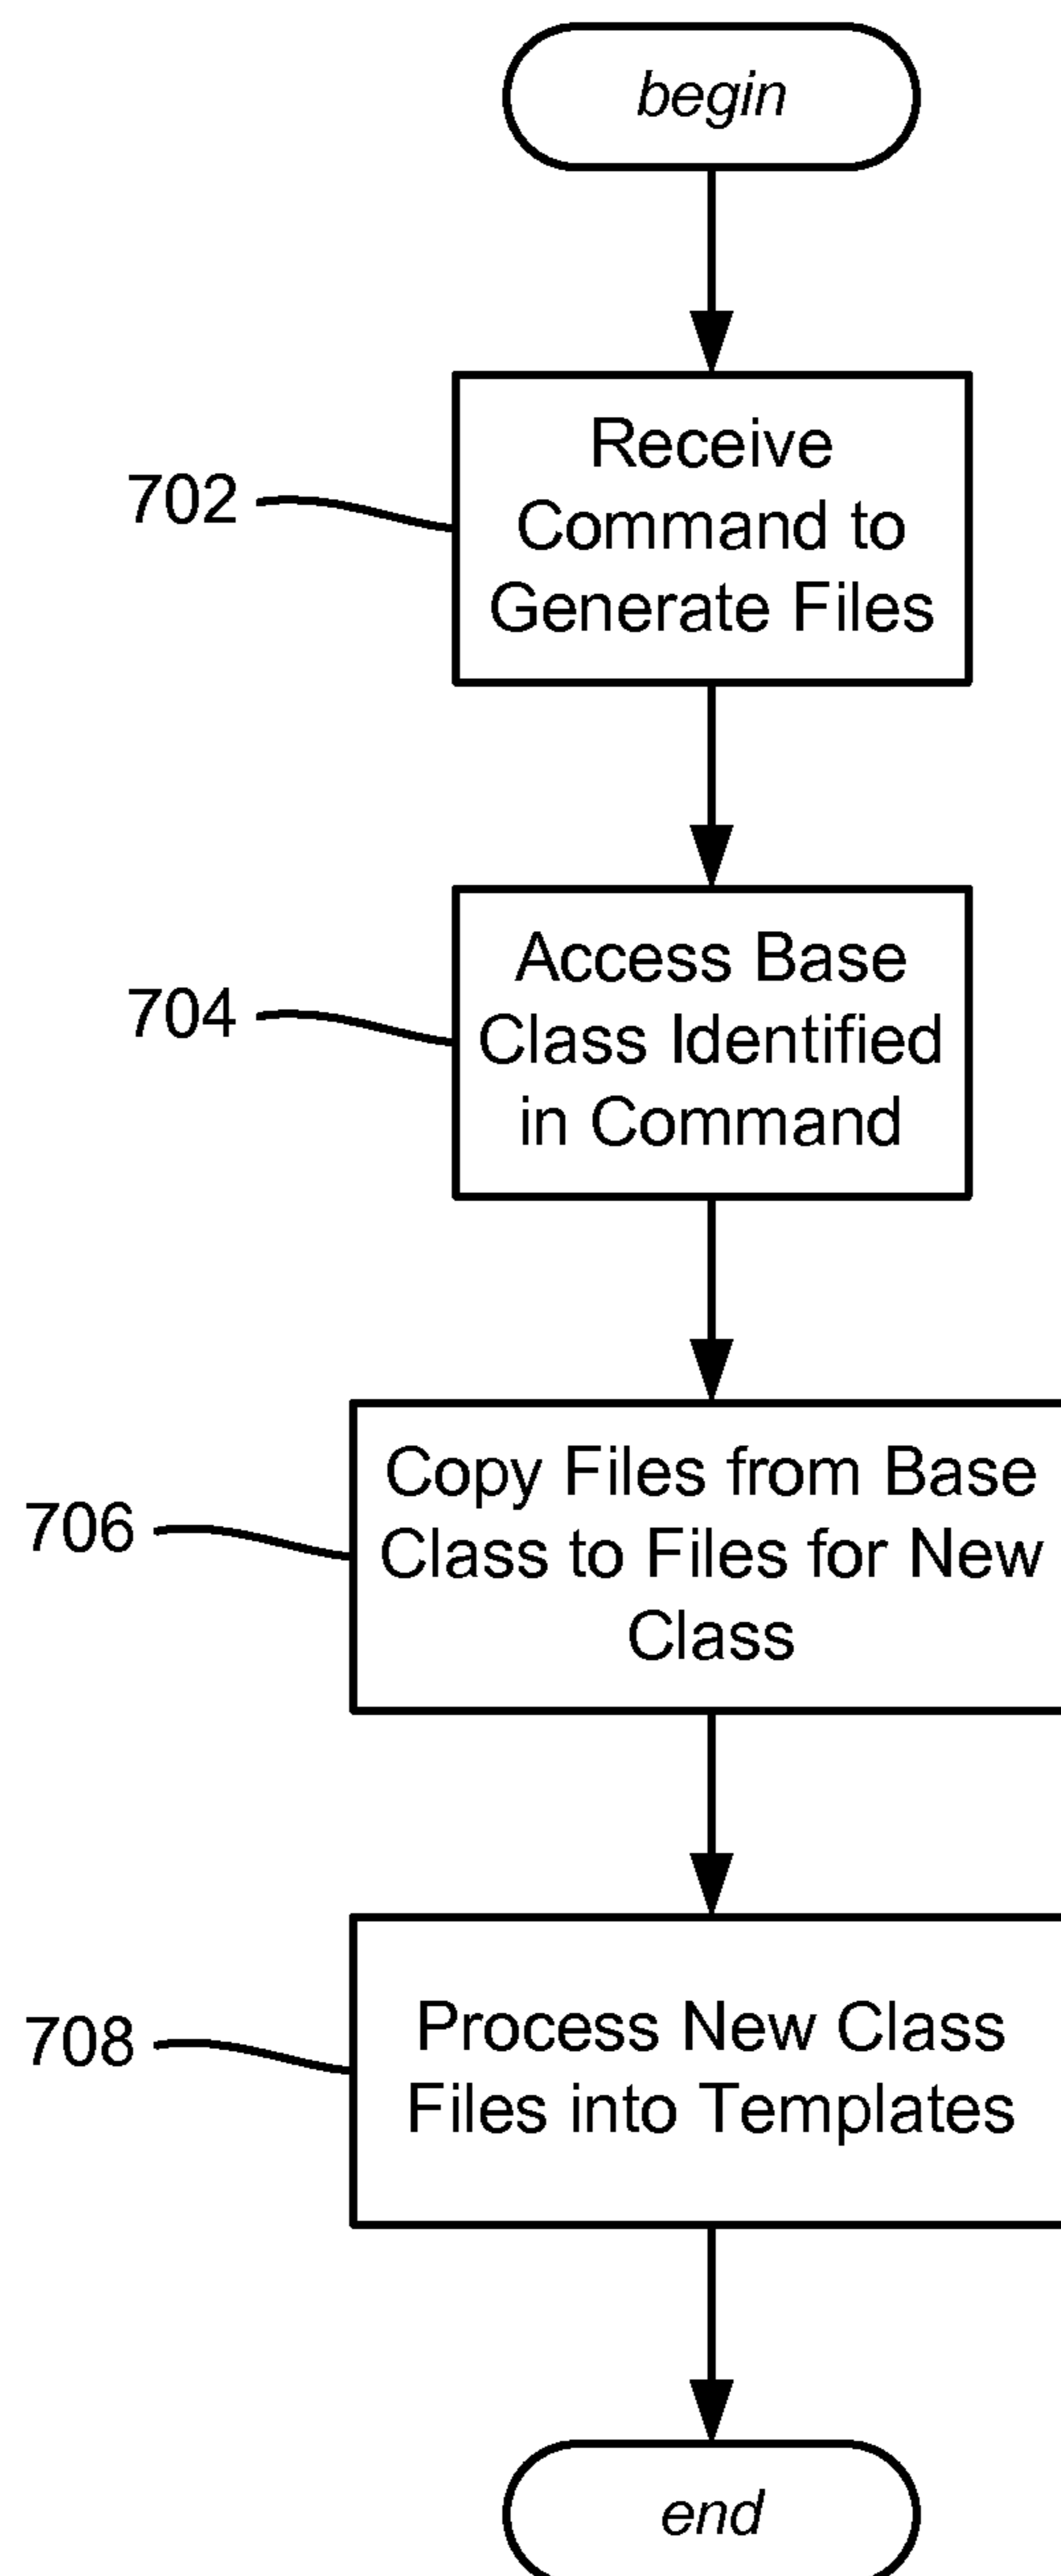 begin
702
Receive
Command to
Generate Files
704
Access Base
Class Identified
in Command
706
Copy Files from Base
Class to Files for New
Class
708
Process New Class
Files into Templates
end